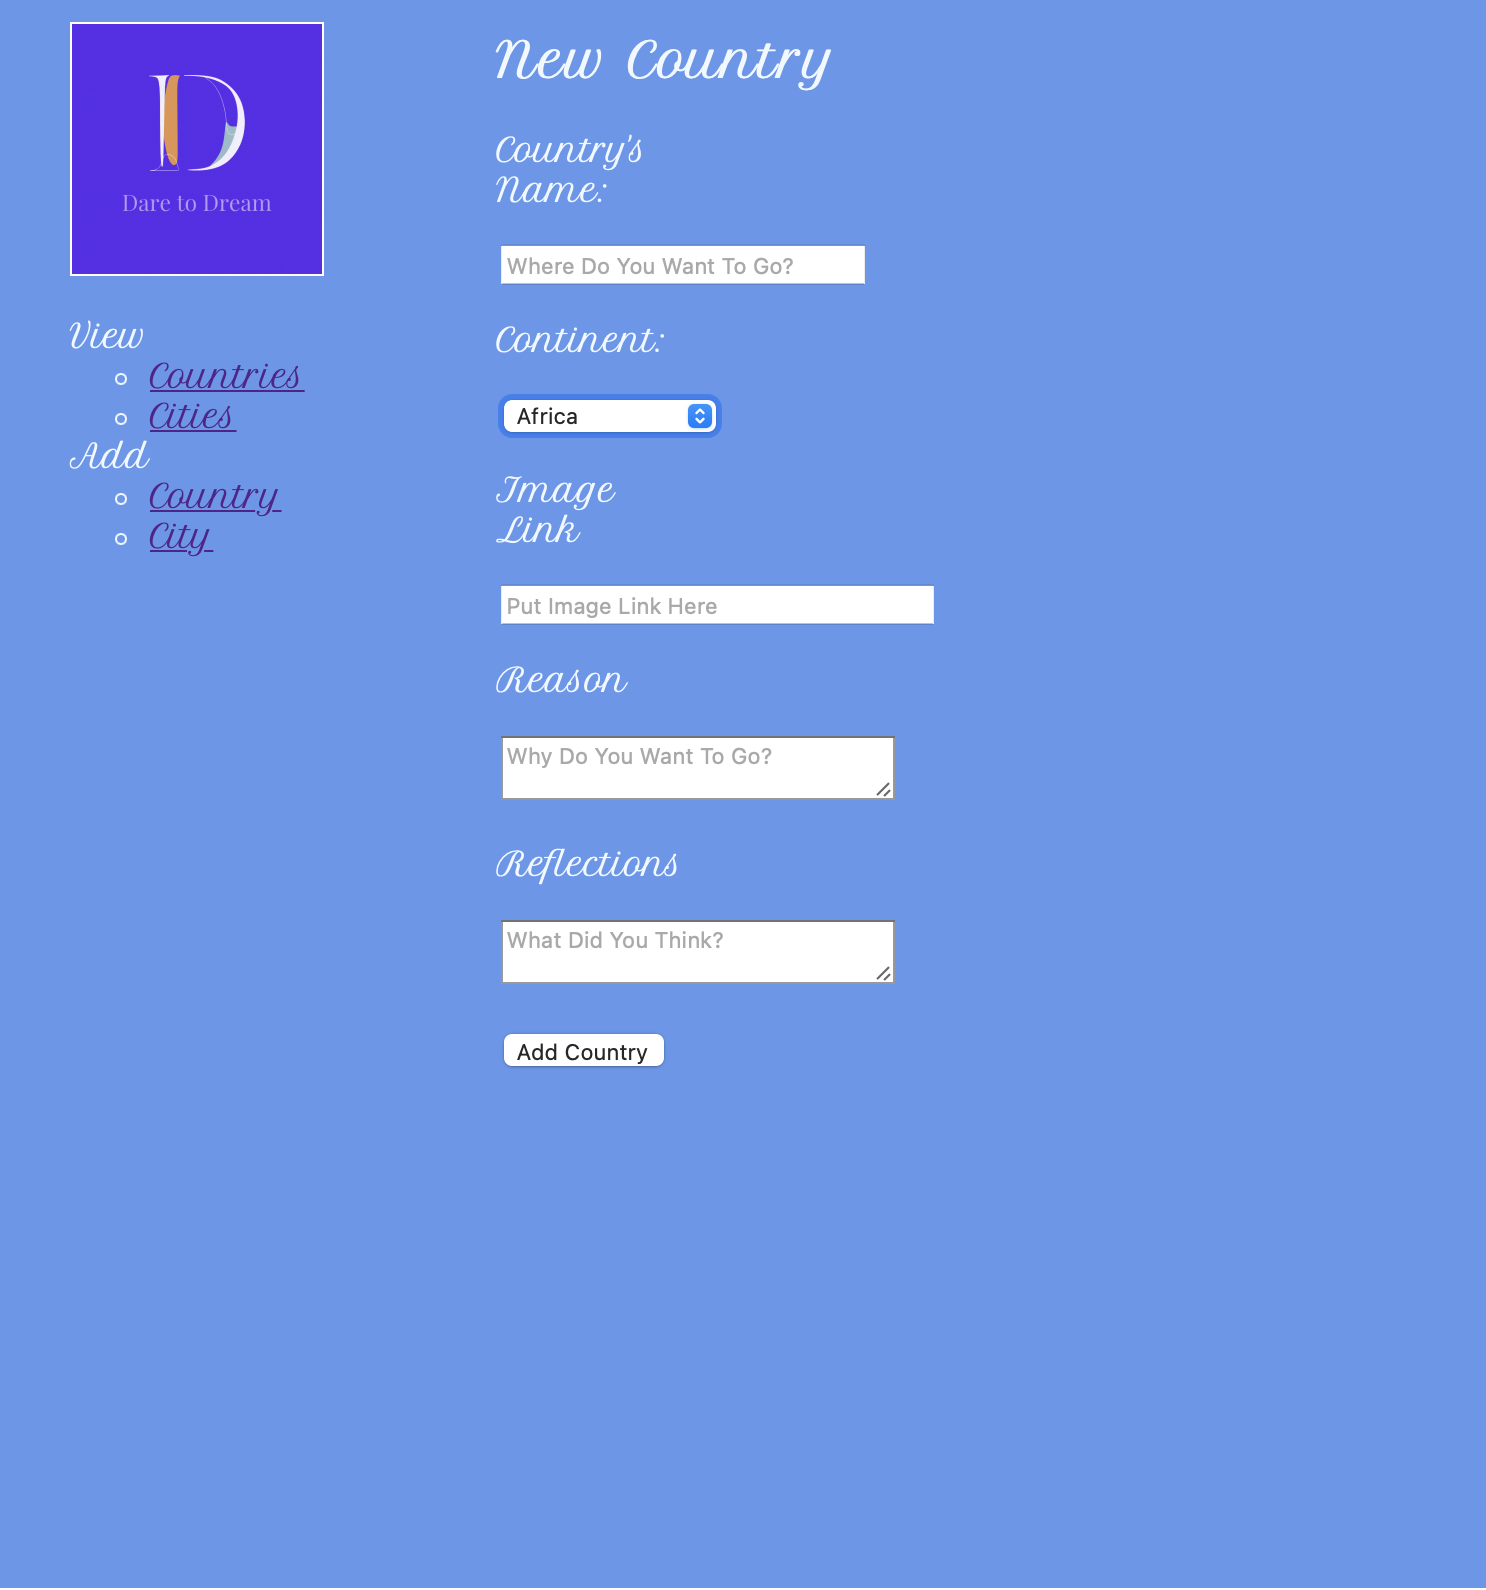 D
Dare to Dream
View
Countries
Cities
Add
Country
City
New Country
Country's
Name:
Where Do You Want To Go?
Continent:
Africa
Image
Link
Put Image Link Here
Reason
Why Do You Want To Go?
Reflections
What Did You Think?
Add Country